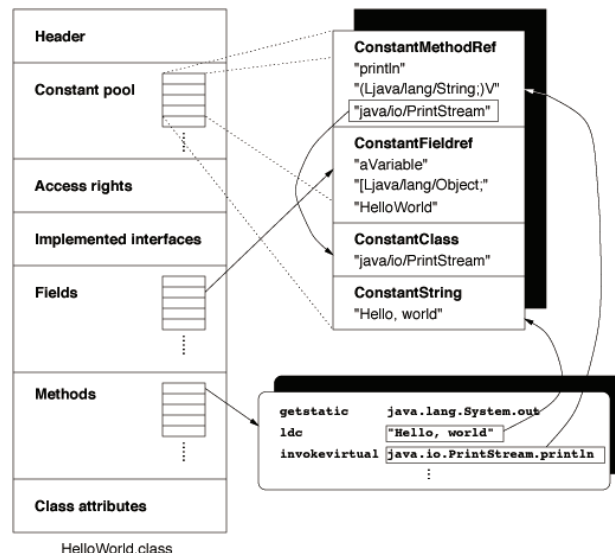 Header
Constant pool
Access rights
Implemented interfaces
Fields
Methods
Class attributes
HelloWorld.class
ConstantMethodRef
"println"
"(Ljava/lang/String;)V"
"java/io/PrintStream"
ConstantFieldref
"aVariable"
"[Ljava/lang/Object;"
"HelloWorld"
ConstantClass
"java/io/PrintStream"
ConstantString
"Hello, world"
getstatic java.lang.System.out
ldc "Hello, world"
invokevirtual java.io.PrintStream.println